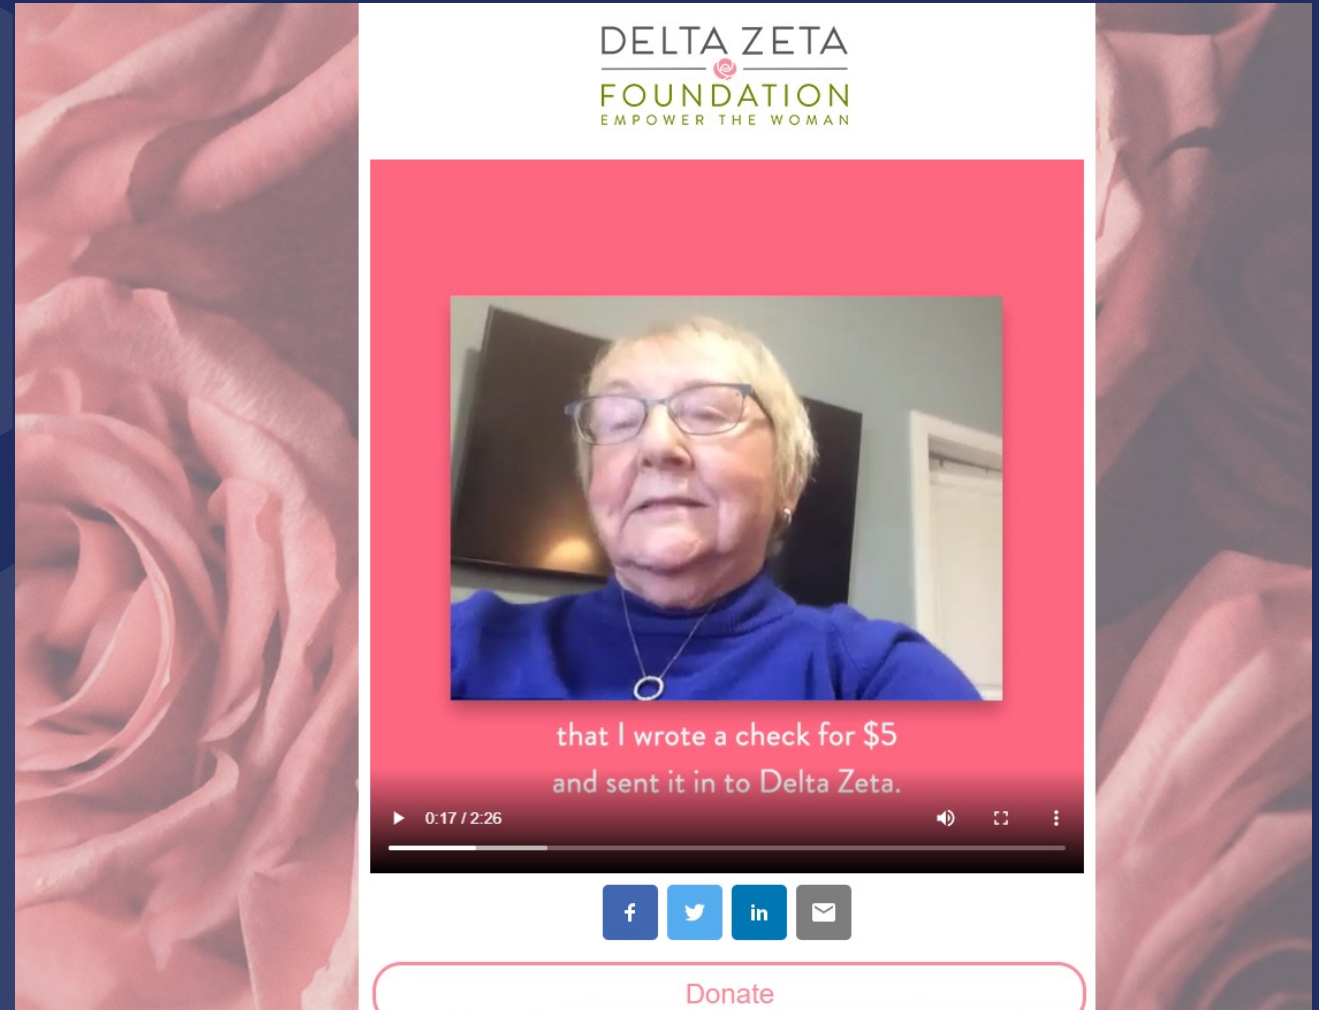 DELTA ZETA
FOUNDATION
EMPOWER THE WOMAN
that I wrote a check for $5
and sent it in to Delta Zeta.
0:17 / 2:26
f
in
Donate